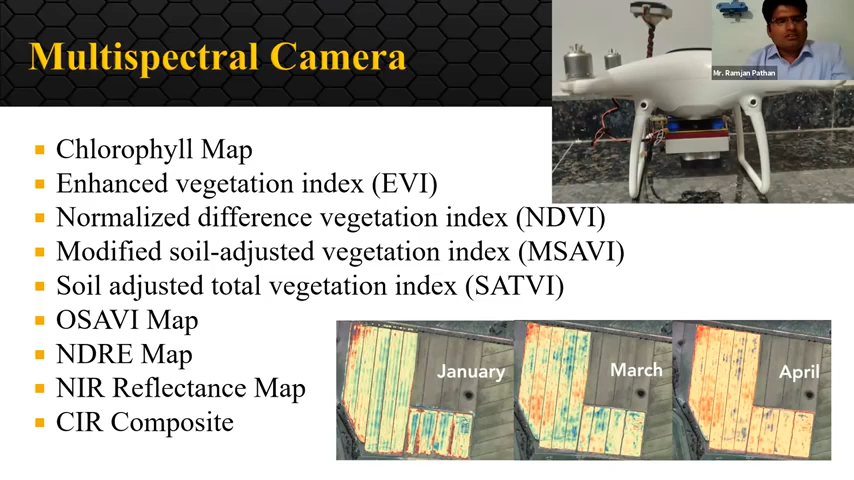 Multispectral Camera
Mr. Ramjan Pathan
Chlorophyll Map
Enhanced vegetation index (EVI)
Normalized difference vegetation index (NDVI)
Modified soil-adjusted vegetation index (MSAVI)
Soil adjusted total vegetation index (SATVI)
OSAVI Map
NDRE Map
NIR Reflectance Map
CIR Composite
January
March
April